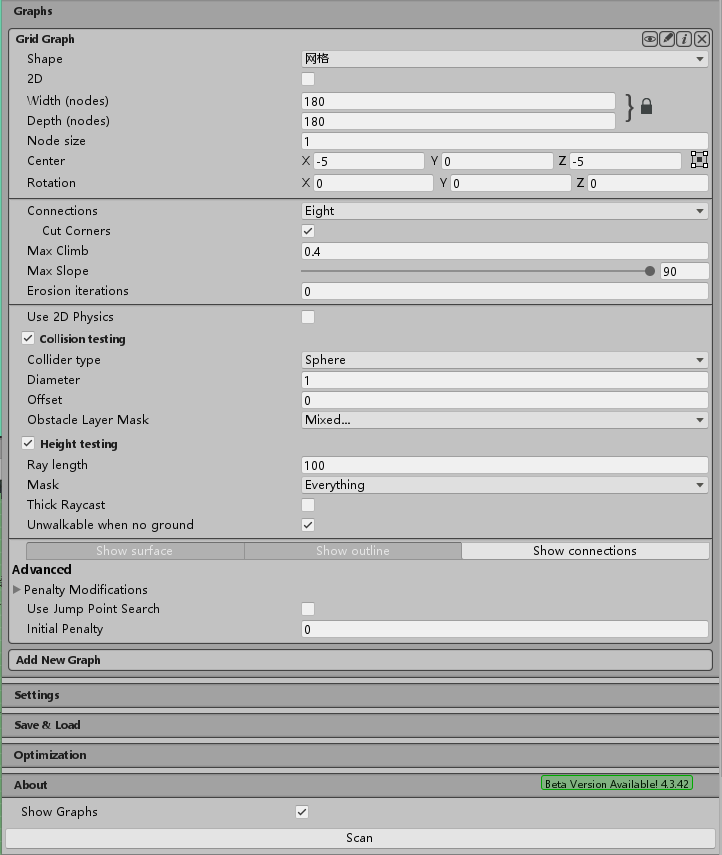 Graphs
Grid Graph
Shape 网格
2D
Width (nodes) 180
Depth (nodes) 180
Node size 1
Center X -5 Y 0 Z -5
Rotation X 0 Y 0 Z 0
Connections Eight
Cut Corners
Max Climb 0.4
Max Slope 90
Erosion iterations 0
Use 2D Physics
Collision testing
Collider type Sphere
Diameter 1
Offset 0
Obstacle Layer Mask Mixed...
Height testing
Ray length 100
Mask Everything
Thick Raycast
Unwalkable when no ground
Show surface Show outline Show connections
Advanced
Penalty Modifications
Use Jump Point Search
Initial Penalty 0
Add New Graph
Settings
Save & Load
Optimization
About Beta Version Available! 4.3.42
Show Graphs
Scan